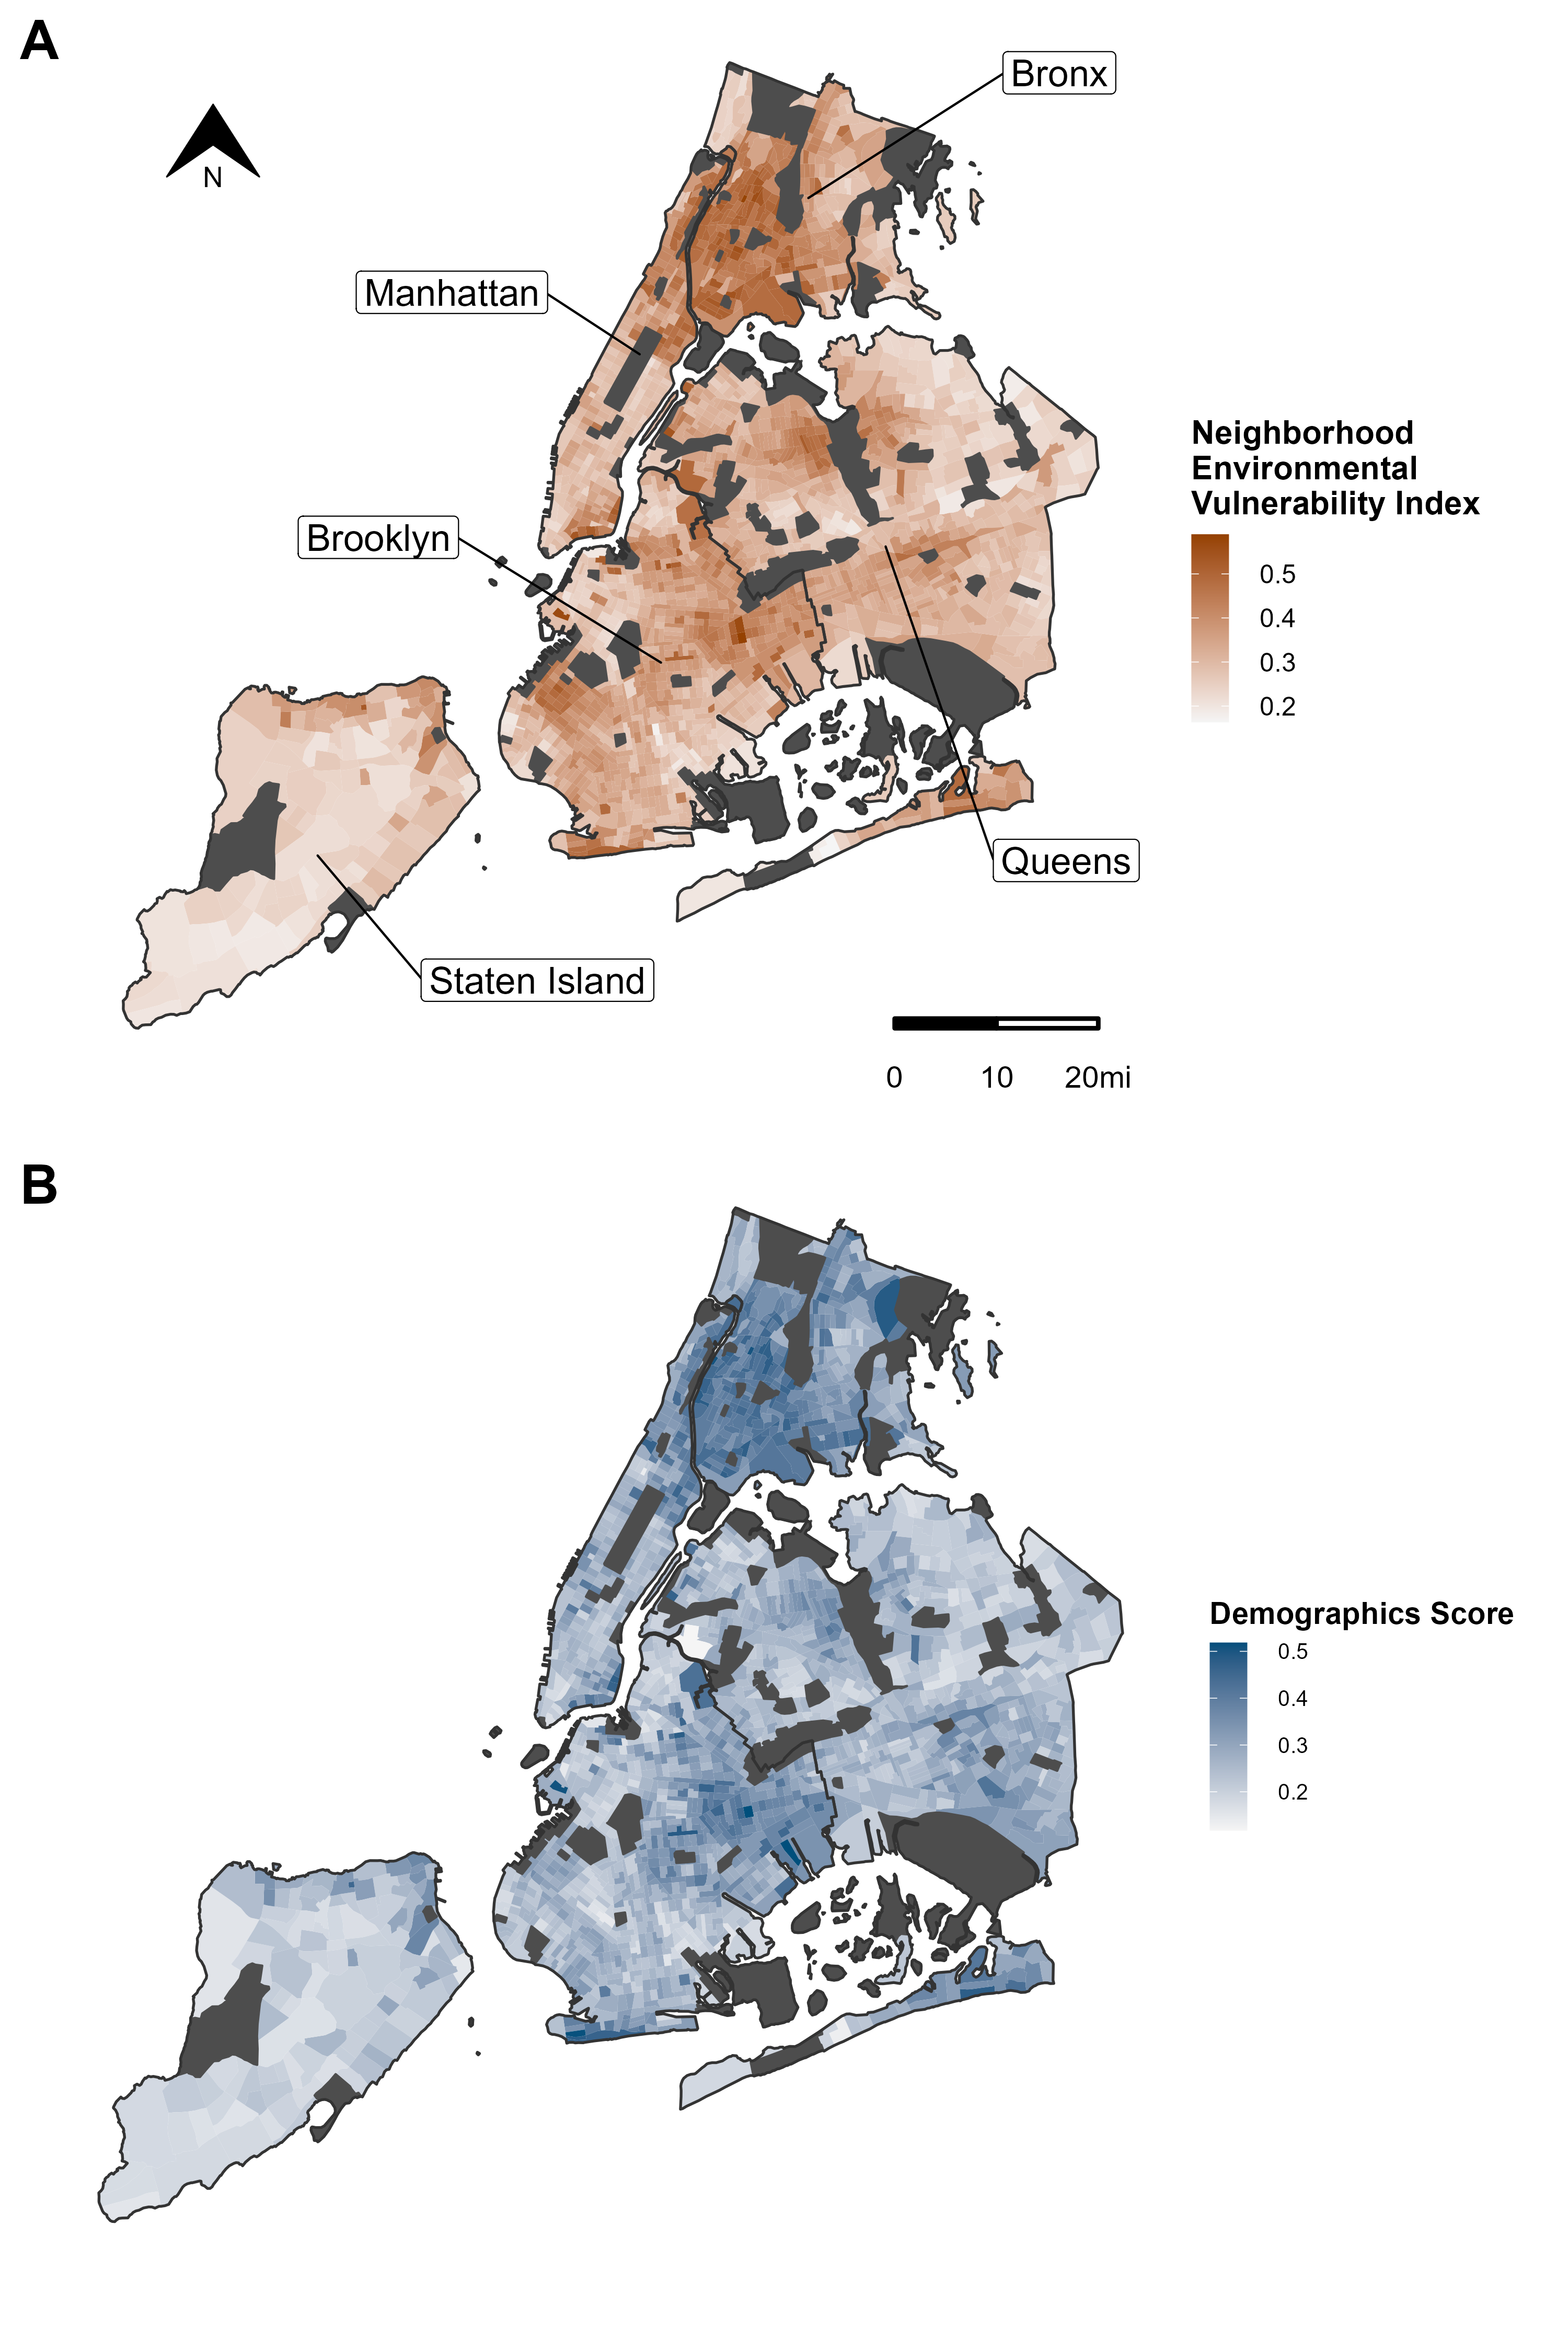 A
Bronx
N
Manhattan
Neighborhood
Environmental
Vulnerability Index
Brooklyn
0.5
0.4
0.3
0.2
Queens
Staten Island
0 10 20mi
B
Demographics Score
0.5
0.4
0.3
0.2